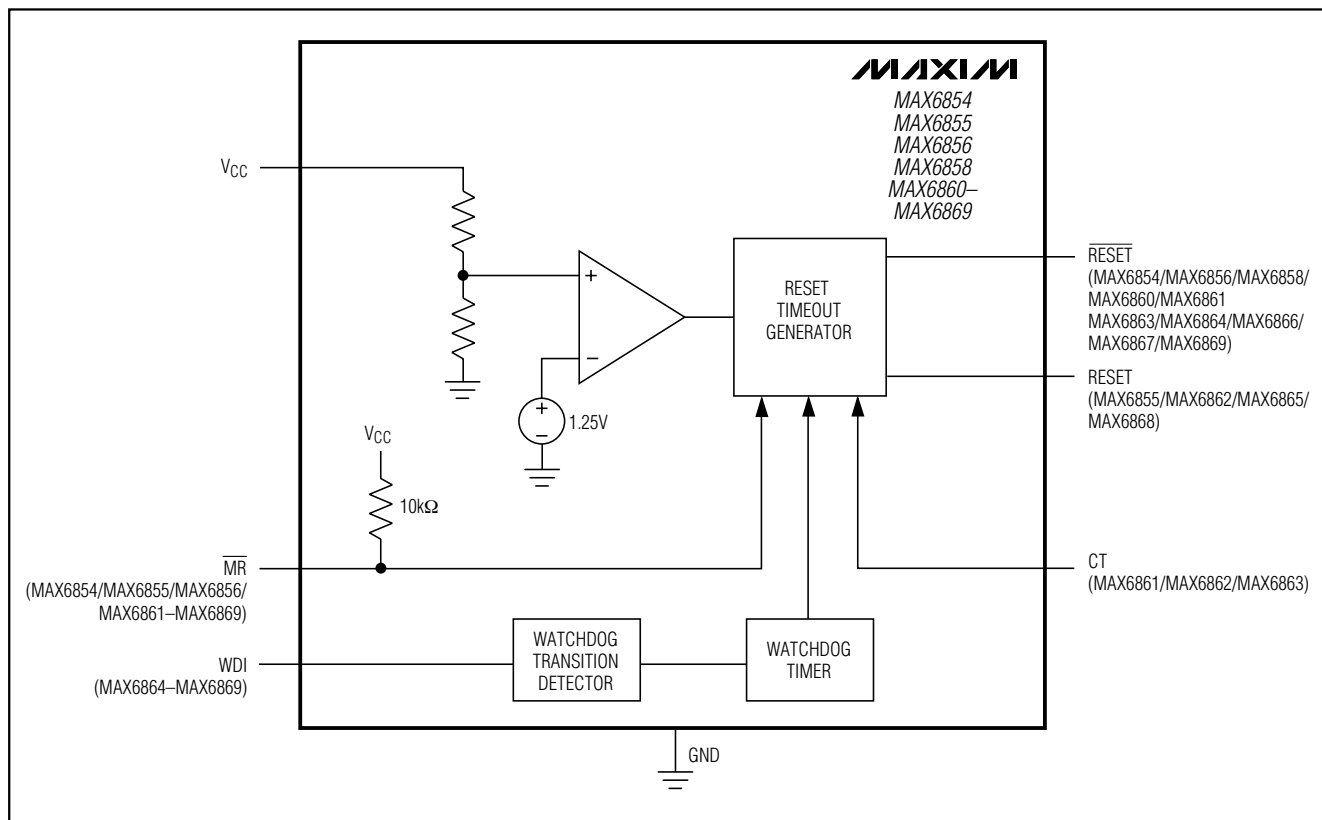 MAXIM
MAX6854
MAX6855
MAX6856
MAX6858
MAX6860–
MAX6869
VCC
+
−
+
−
1.25V
RESET
TIMEOUT
GENERATOR
RESET
(MAX6854/MAX6856/MAX6858/
MAX6860/MAX6861
MAX6863/MAX6864/MAX6866/
MAX6867/MAX6869)
RESET
(MAX6855/MAX6862/MAX6865/
MAX6868)
VCC
10kΩ
MR
(MAX6854/MAX6855/MAX6856/
MAX6861–MAX6869)
CT
(MAX6861/MAX6862/MAX6863)
WDI
(MAX6864–MAX6869)
WATCHDOG
TRANSITION
DETECTOR
WATCHDOG
TIMER
GND